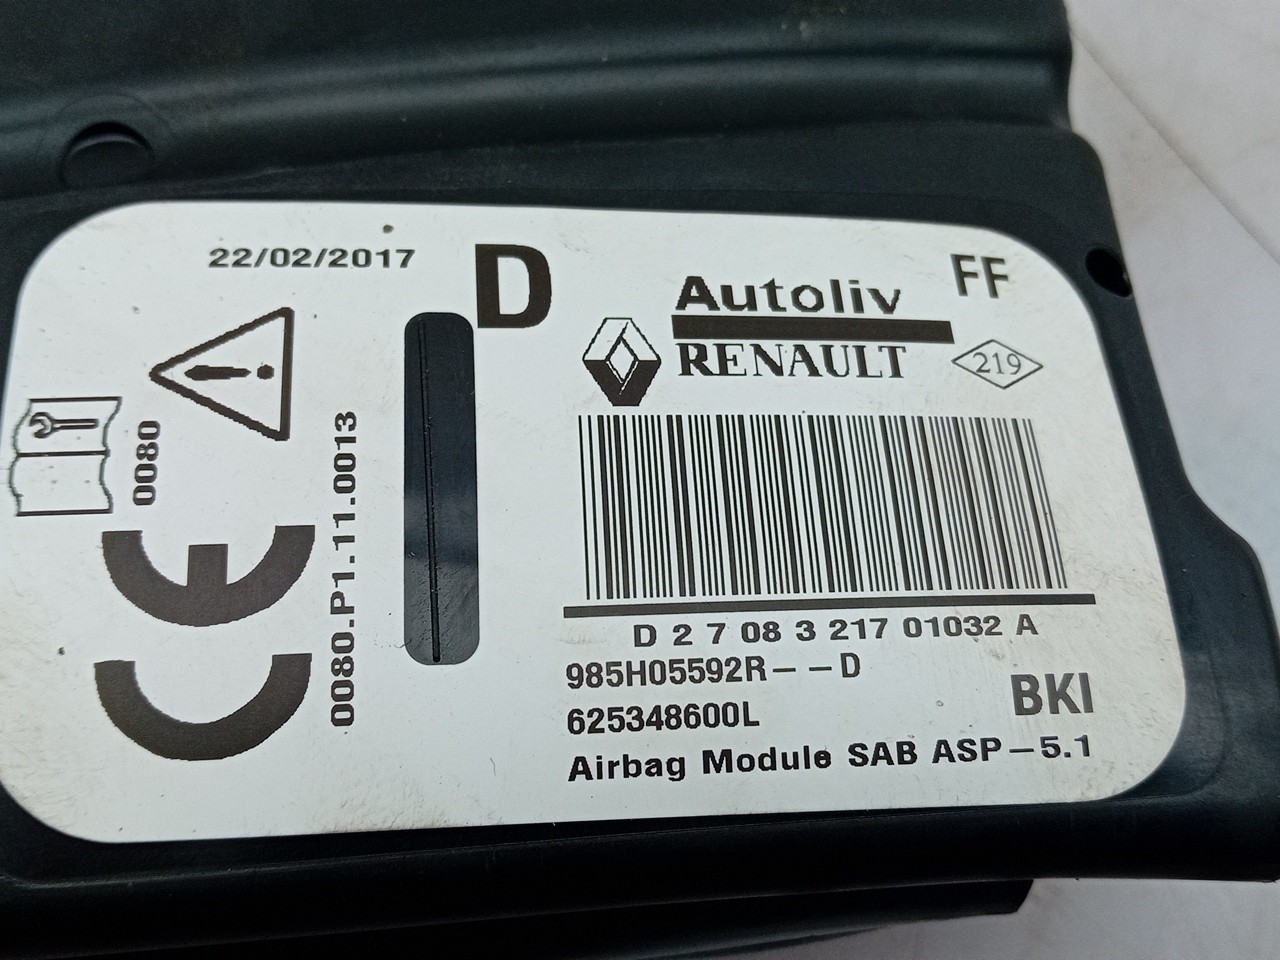 22/02/2017
D
Autoliv
FF
RENAULT
219
0080
0080.P1.11.0013
CE
D 2 7 08 3 217 01032 A
985H05592R--D
625348600L
BKI
Airbag Module SAB ASP-5.1